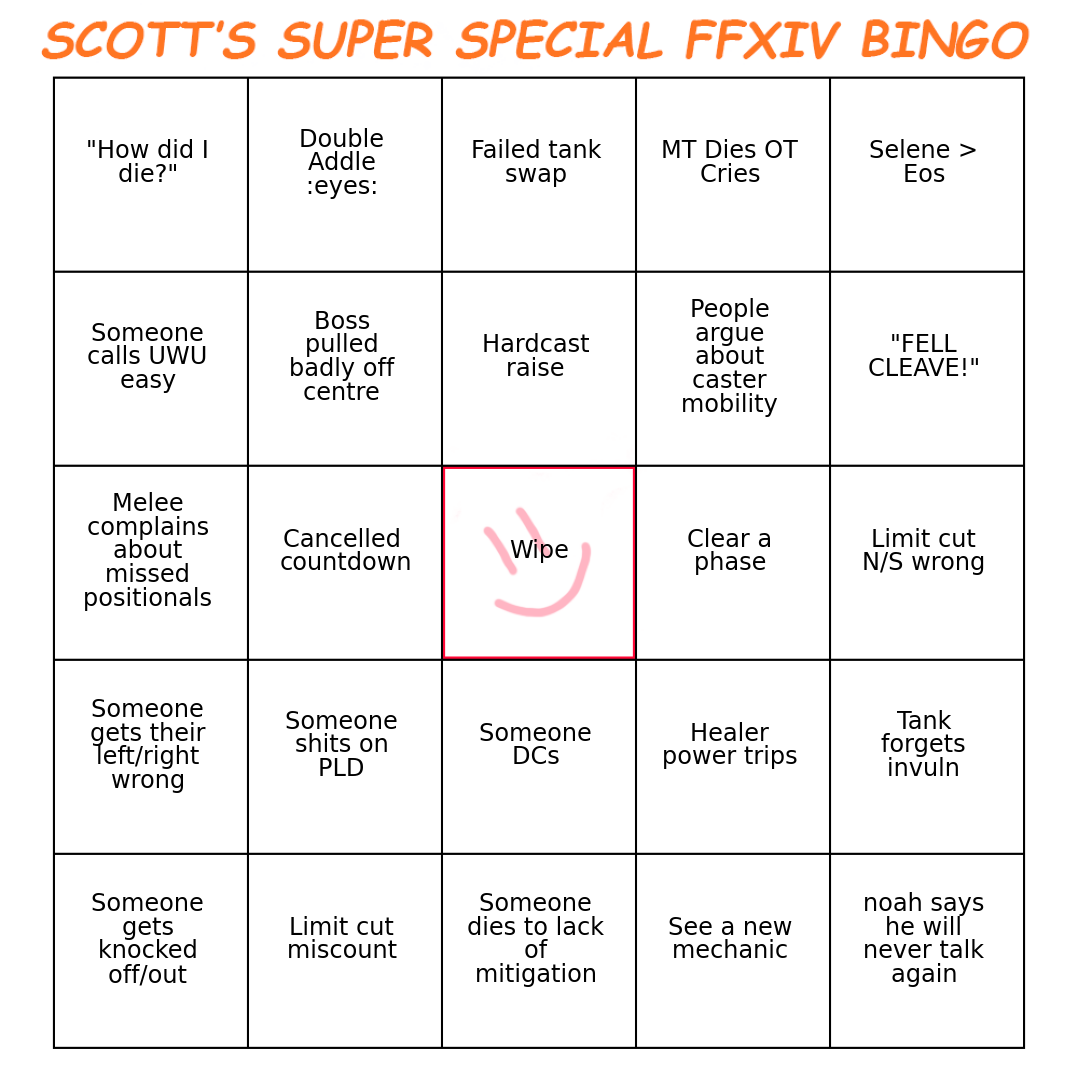 SCOTT'S SUPER SPECIAL FFXIV BINGO
"How did I
die?"
Double
Addle
:eyes:
Failed tank
swap
MT Dies OT
Cries
Selene >
Eos
Someone
calls UWU
easy
Boss
pulled
badly off
centre
Hardcast
raise
People
argue
about
caster
mobility
"FELL
CLEAVE!"
Melee
complains
about
missed
positionals
Cancelled
countdown
Wipe
Clear a
phase
Limit cut
N/S wrong
Someone
gets their
left/right
wrong
Someone
shits on
PLD
Someone
DCs
Healer
power trips
Tank
forgets
invuln
Someone
gets
knocked
off/out
Limit cut
miscount
Someone
dies to lack
of
mitigation
See a new
mechanic
noah says
he will
never talk
again